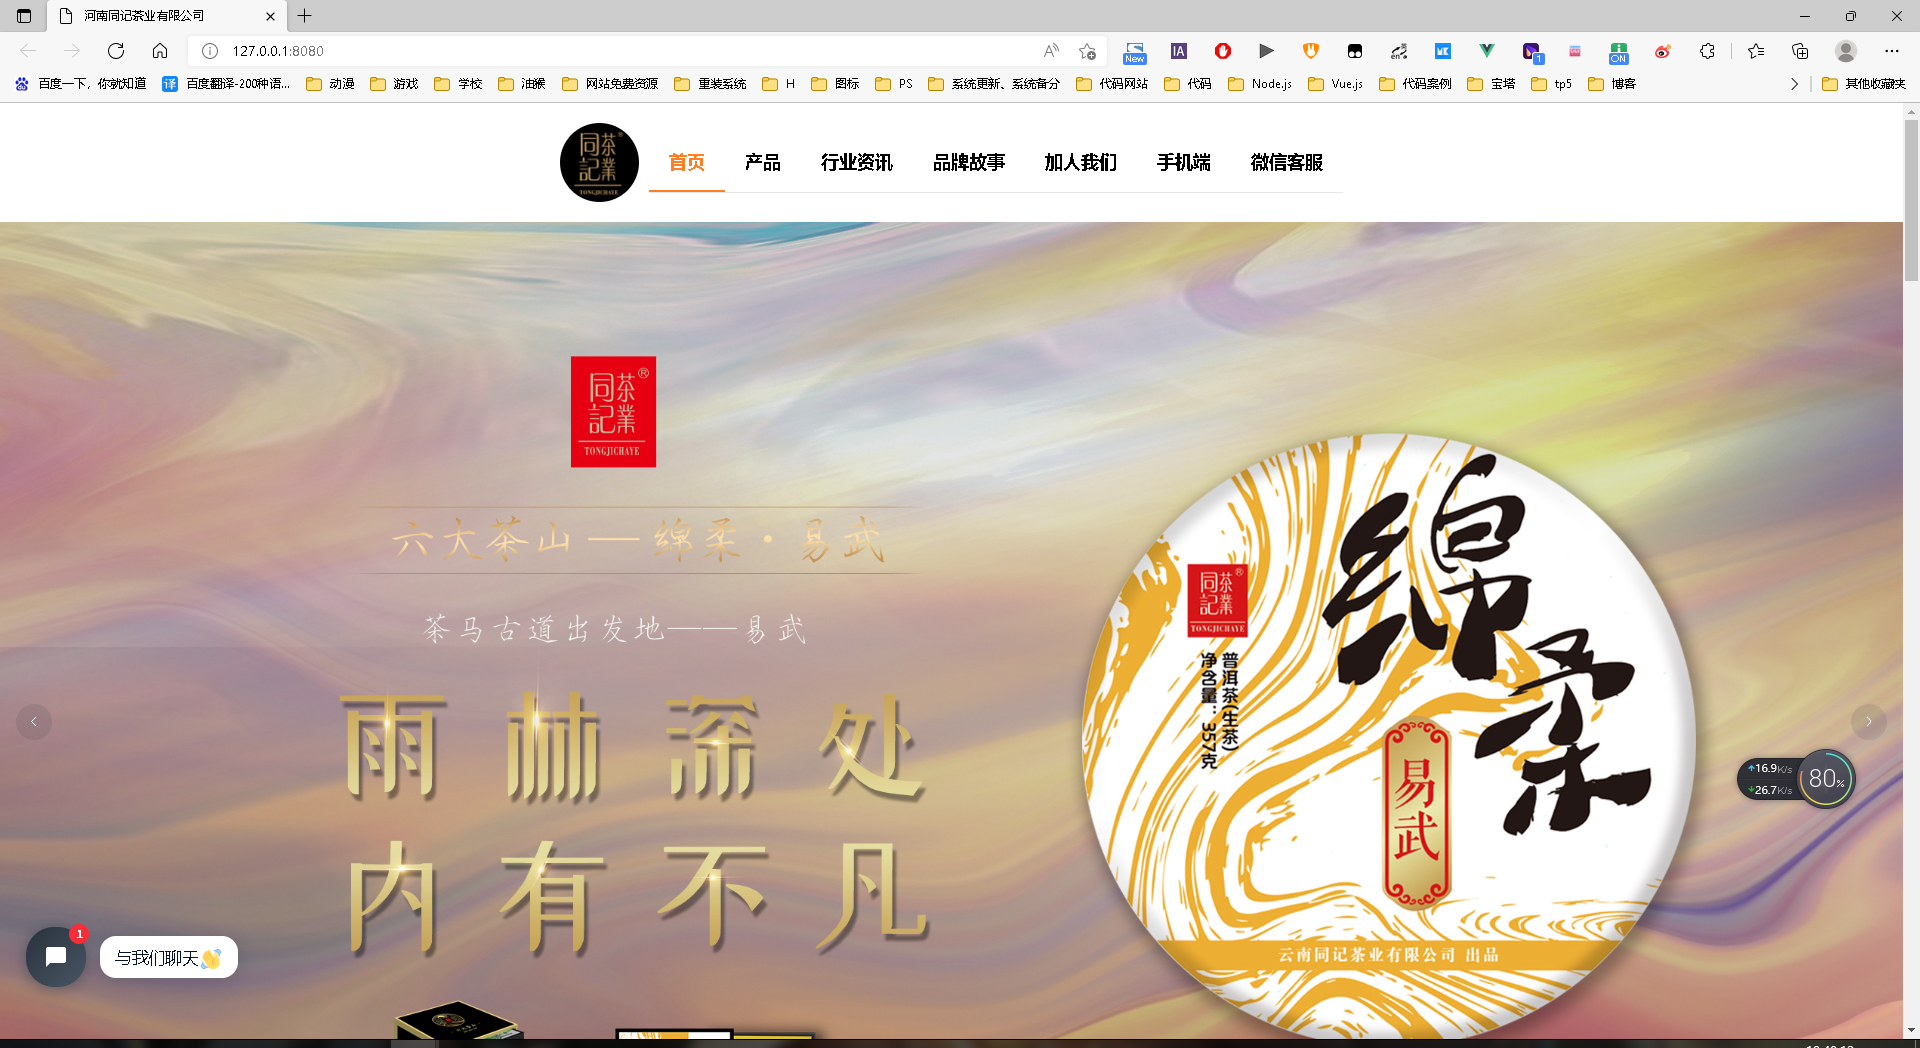 河南同记茶业有限公司
127.0.0.1:8080
New
IA
1
ON
百度一下，你就知道
译 百度翻译-200种语...
动漫
游戏
学校
油猴
网站免费资源
重装系统
H
图标
PS
系统更新、系统备分
代码网站
代码
Node.js
Vue.js
代码案例
宝塔
tp5
博客
其他收藏夹
同記茶業®
TONGJICHAYE
首页
产品
行业资讯
品牌故事
加人我们
手机端
微信客服
同記茶業®
TONGJICHAYE
六大茶山——绵柔·易武
茶马古道出发地——易武
雨林深处
内有不凡
绵柔
同記茶業®
TONGJICHAYE
普洱茶(生茶)
净含量：357克
易武
云南同记茶业有限公司 出品
16.9K/s
26.7K/s
80%
1
与我们聊天👋